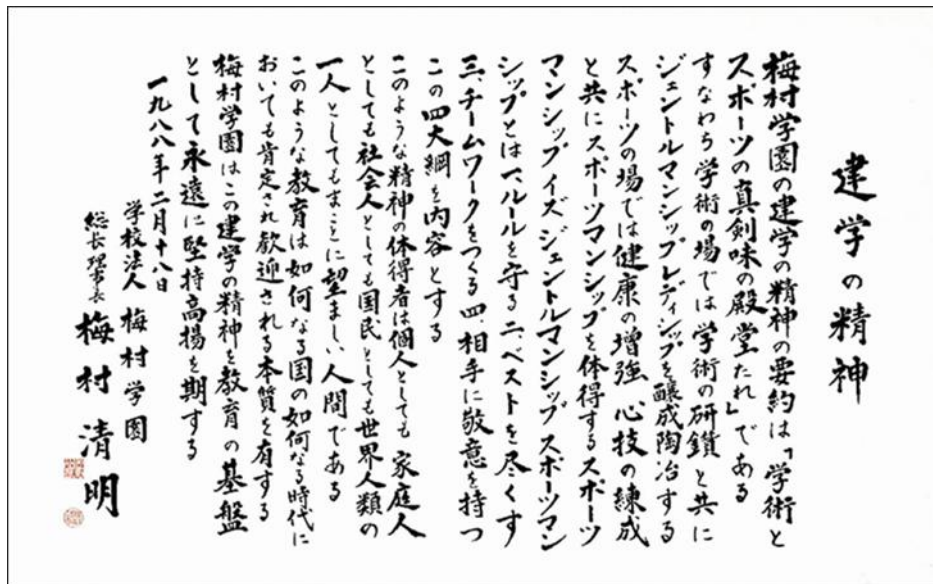 建学の精神
梅村学園の建学の精神の要約は「学術と
スポーツの真剣味の殿堂たれ」である
すなわち学術の場では学術の研鑽と共に
ジェントルマンシップレディシップを醸成陶冶する
スポーツの場では健康の増強、心技の練成
と共にスポーツマンシップを体得するスポーツ
マンシップイズジェントルマンシップスポーツマン
シップとは一、ルールを守る二、ベストを尽くす
三、チームワークをつくる四、相手に敬意を持つ
この四大綱を内容とする
このような精神の体得者は個人としても家庭人
としても社会人としても国民としても世界人類の
一人としてもまことに望ましい人間である
このような教育は如何なる国の如何なる時代に
おいても肯定され歓迎される本質を有する
梅村学園はこの建学の精神を教育の基盤
として永遠に堅持高揚を期する
一九八八年二月十八日
学校法人 梅村学園
総長理事長 梅村清明